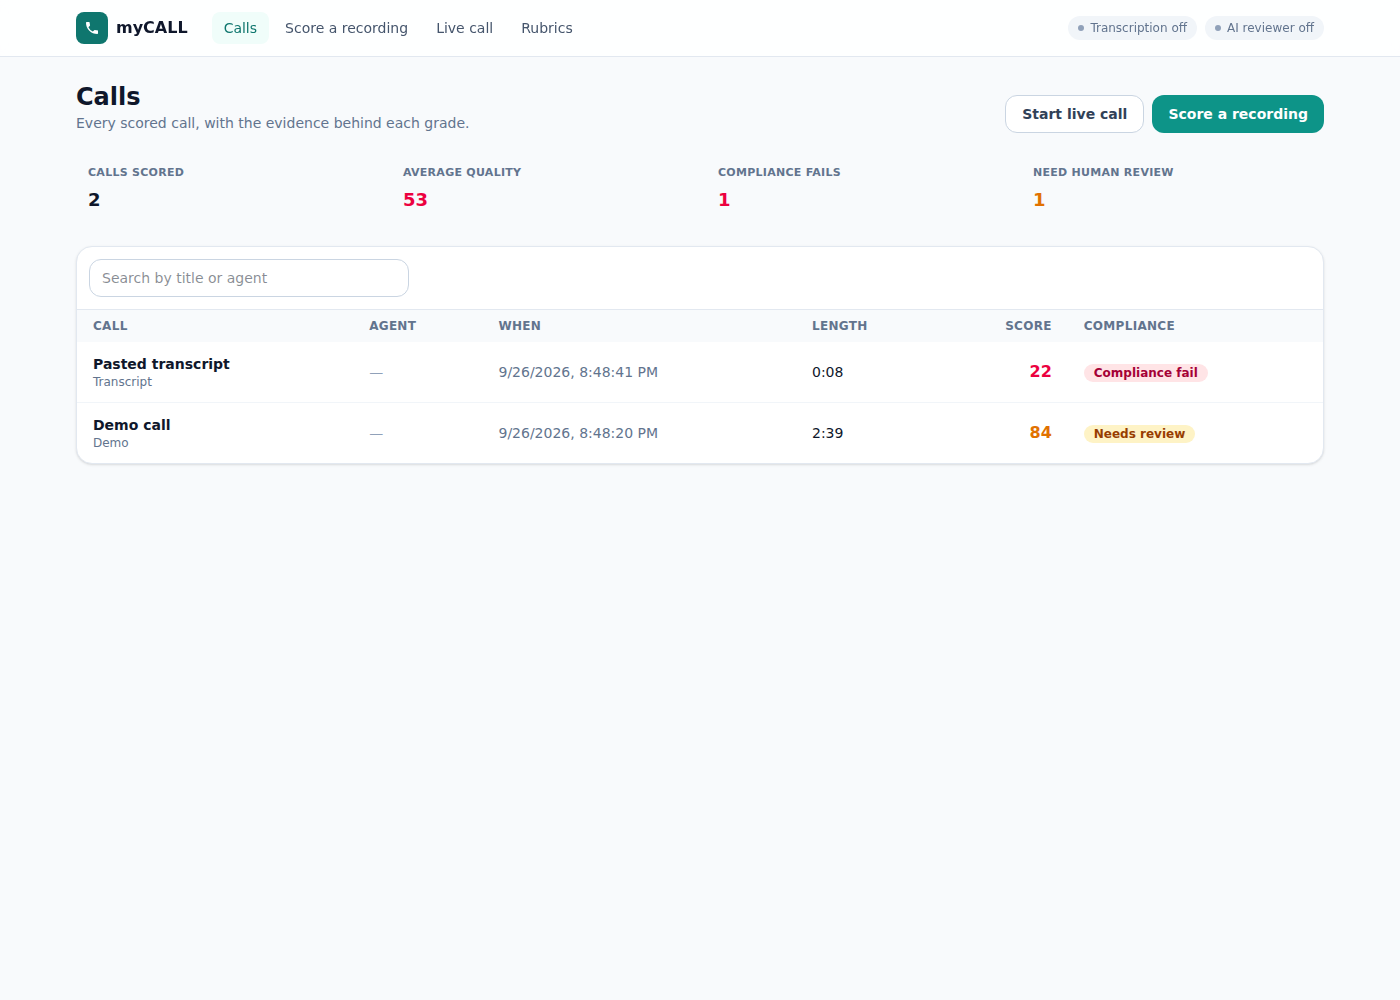 myCALL Calls Score a recording Live call Rubrics Transcription off AI reviewer off
Calls
Every scored call, with the evidence behind each grade.
Start live call Score a recording
CALLS SCORED AVERAGE QUALITY COMPLIANCE FAILS NEED HUMAN REVIEW
2 53 1 1
Search by title or agent
CALL AGENT WHEN LENGTH SCORE COMPLIANCE
Pasted transcript — 9/26/2026, 8:48:41 PM 0:08 22 Compliance fail
Transcript
Demo call — 9/26/2026, 8:48:20 PM 2:39 84 Needs review
Demo